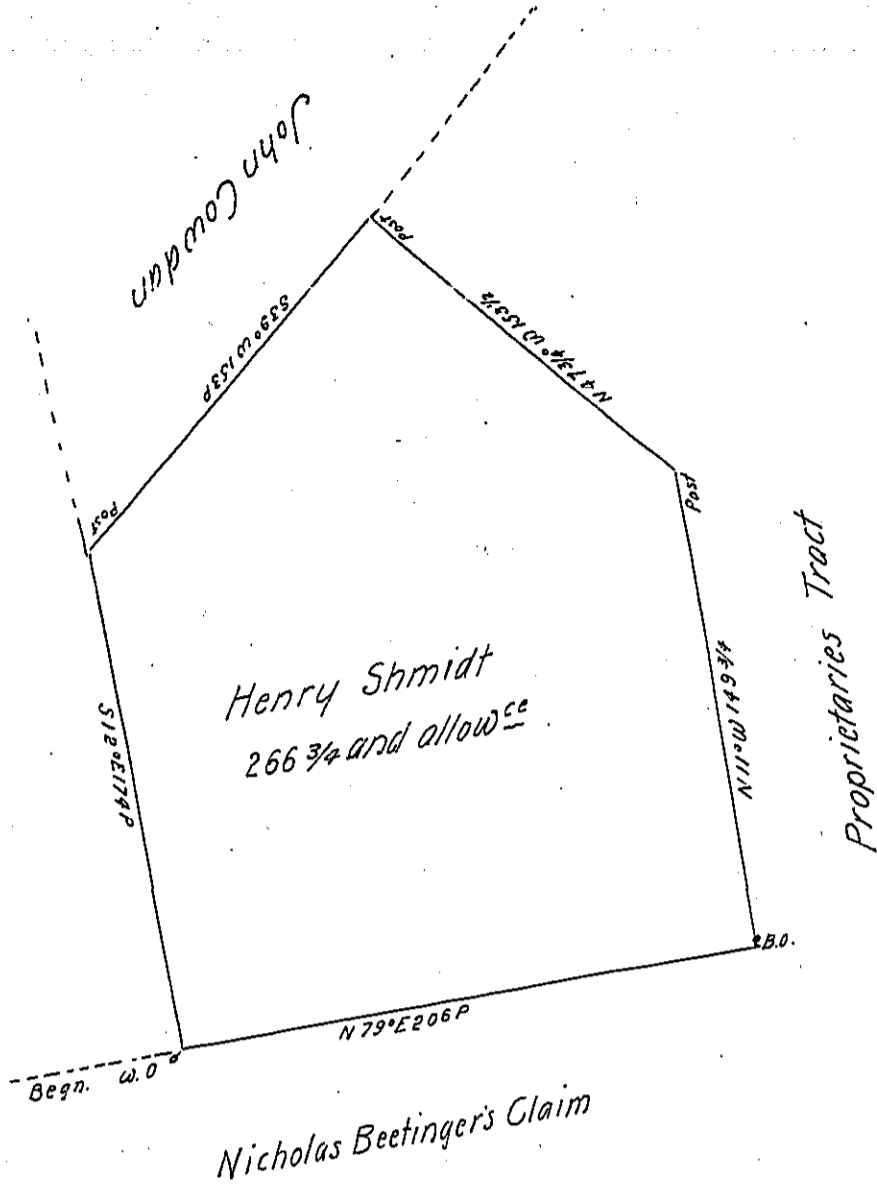 John Cowdun
Post
S39°W153P
N47¾°W153½
Post
Post
Proprietaries Tract
Henry Shmidt
266 ¾ and allowce
S12°E174P
N11°W149¾
B.O.
N79°E206P
Begn. W.O
Nicholas Beetinger's Claim